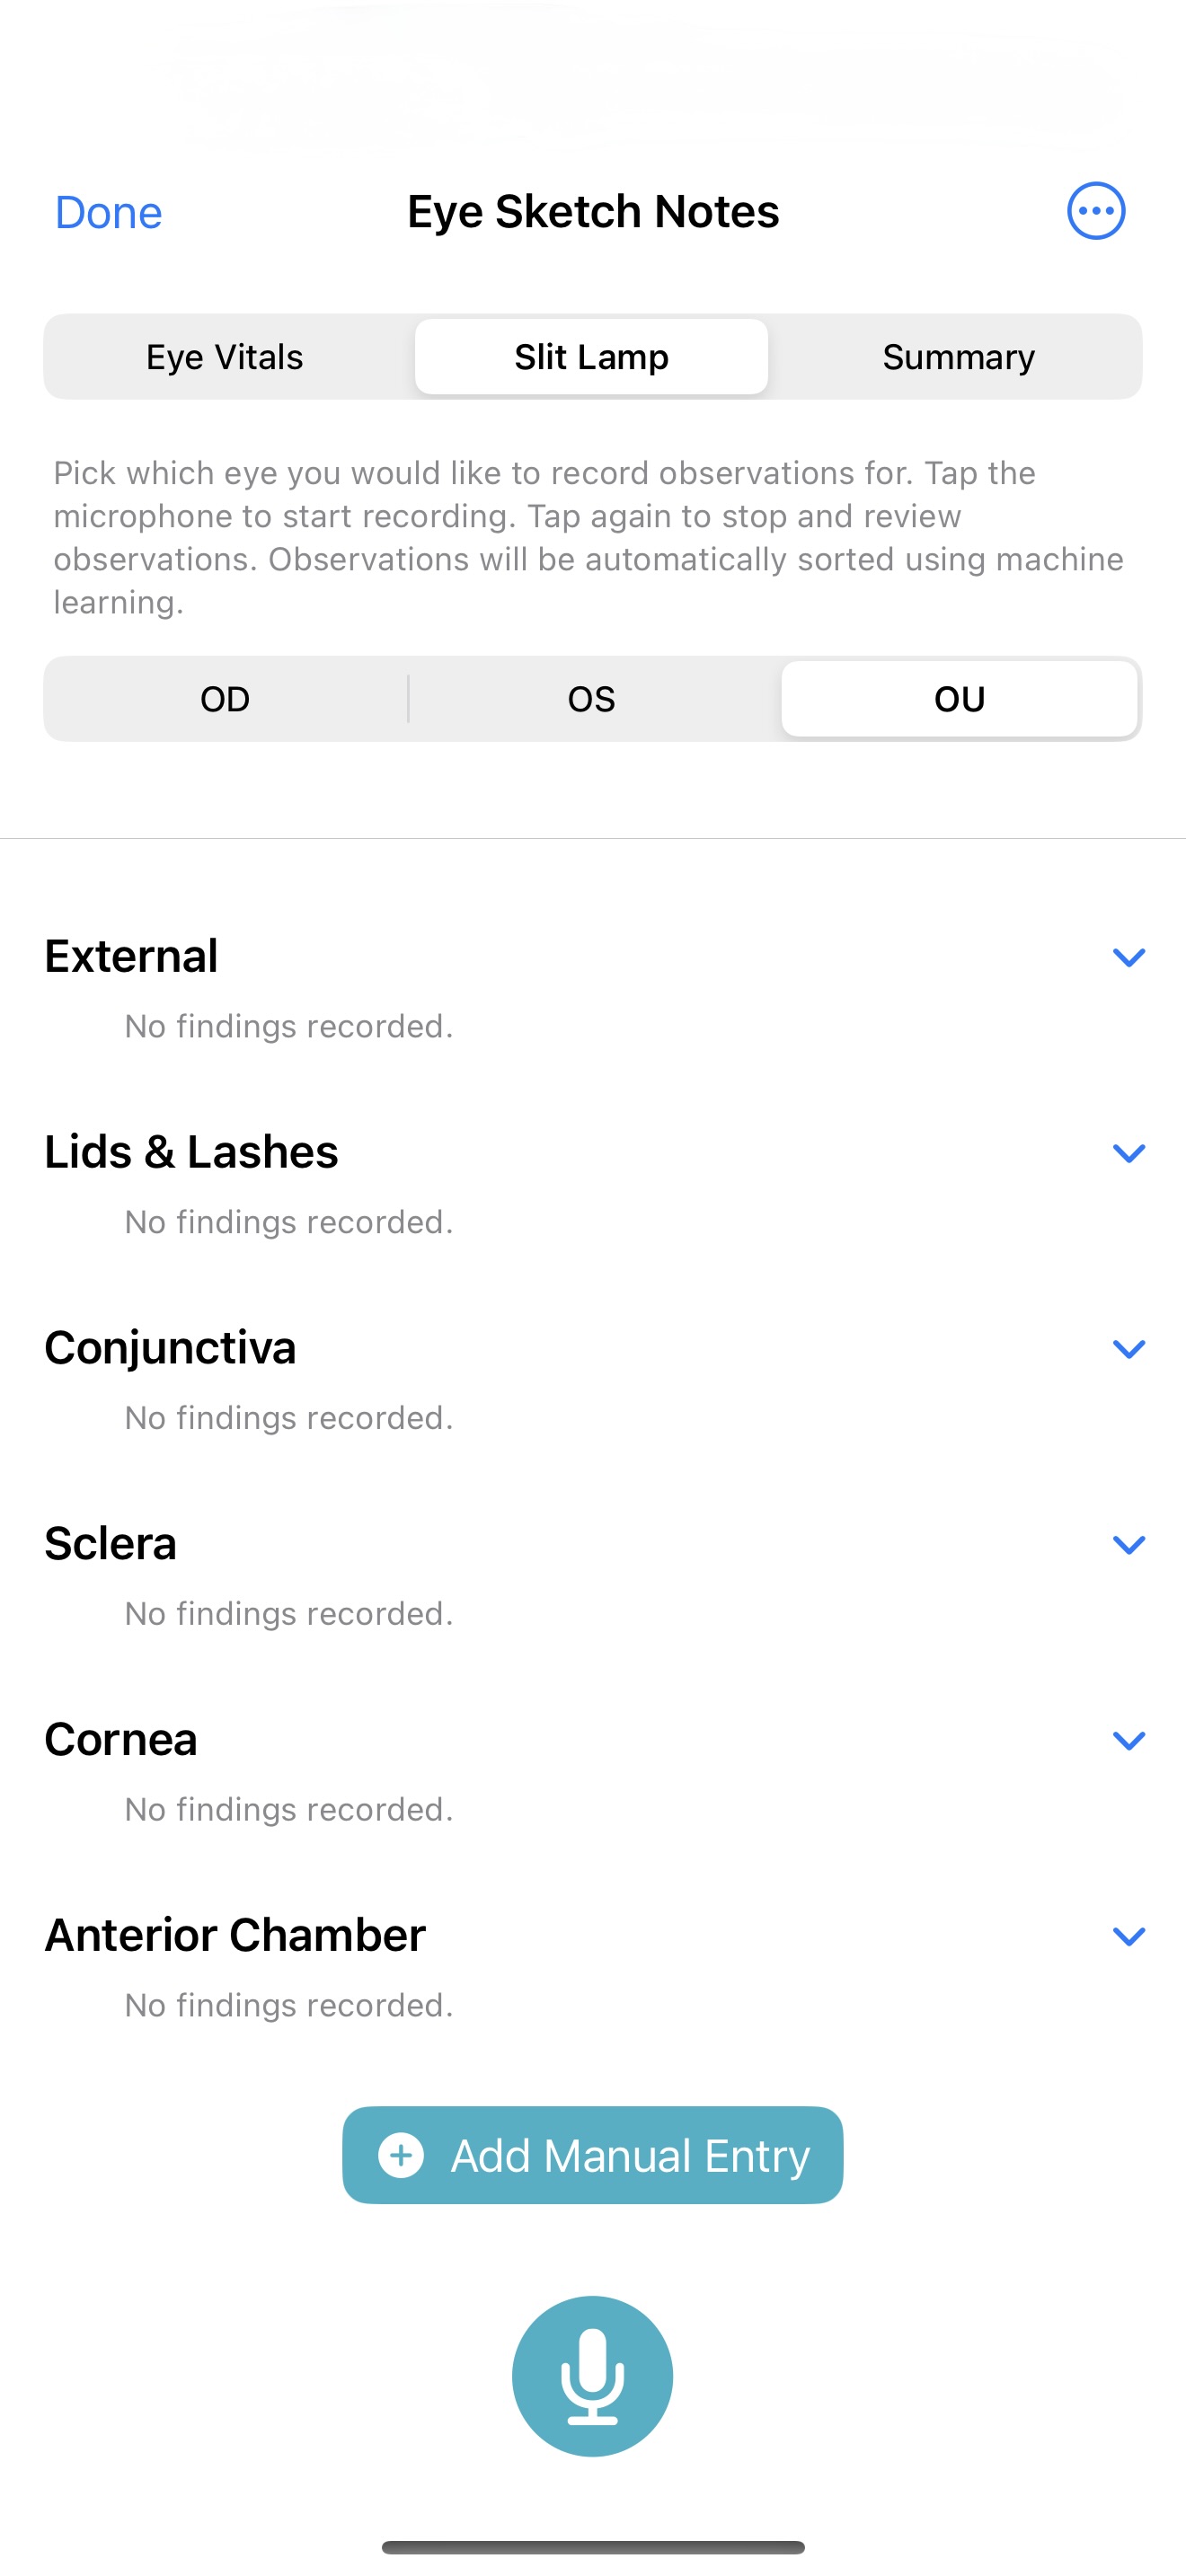 Done Eye Sketch Notes
Eye Vitals Slit Lamp Summary
Pick which eye you would like to record observations for. Tap the
microphone to start recording. Tap again to stop and review
observations. Observations will be automatically sorted using machine
learning.
OD OS OU
External
No findings recorded.
Lids & Lashes
No findings recorded.
Conjunctiva
No findings recorded.
Sclera
No findings recorded.
Cornea
No findings recorded.
Anterior Chamber
No findings recorded.
Add Manual Entry